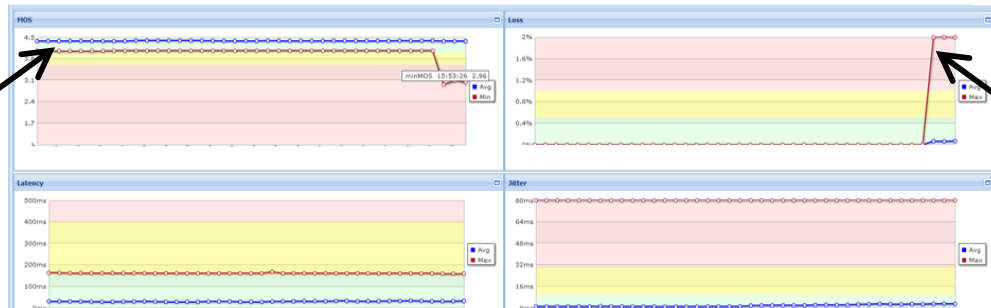 MOS
4.5
3.1
2.4
1.7
minMOS 15:53:26 2.96
Avg
Min
Loss
2%
1.6%
1.2%
0.8%
0.4%
0%
Avg
Max
Latency
500ms
400ms
300ms
200ms
100ms
0ms
Avg
Max
Jitter
80ms
64ms
48ms
32ms
16ms
0ms
Avg
Max